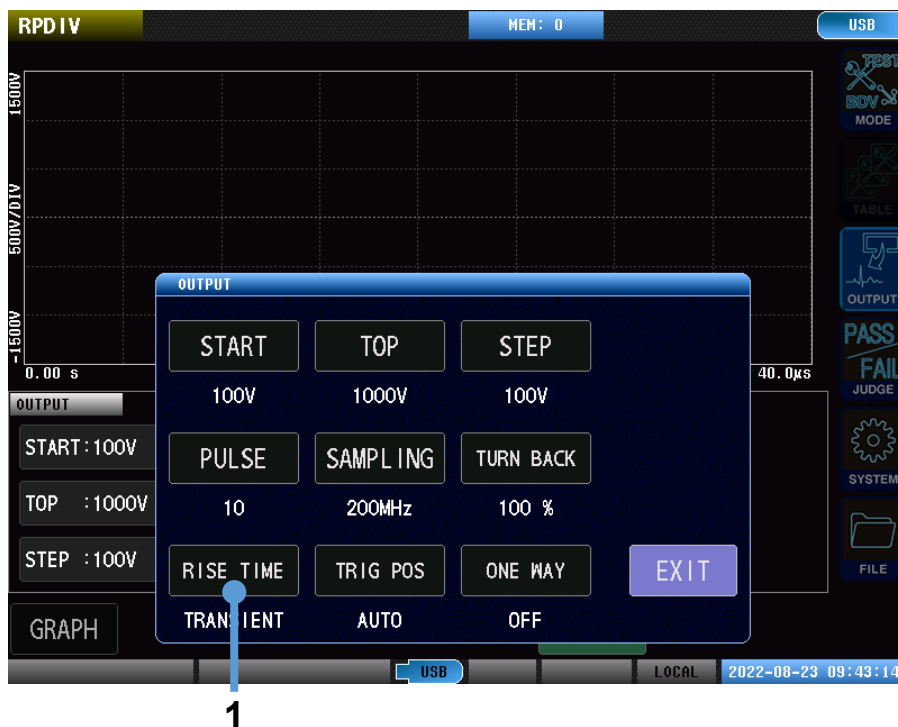 RPDIV
MEM: 0
USB
1500V
500V/DIV
-1500V
0.00 s
40.0μs
TEST
BDV
MODE
TABLE
OUTPUT
PASS
FAIL
JUDGE
SYSTEM
FILE
OUTPUT
START:100V
TOP :1000V
STEP :100V
GRAPH
OUTPUT
START TOP STEP
100V 1000V 100V
PULSE SAMPLING TURN BACK
10 200MHz 100 %
RISE TIME TRIG POS ONE WAY EXIT
TRANSIENT AUTO OFF
USB
LOCAL
2022-08-23 09:43:14
1